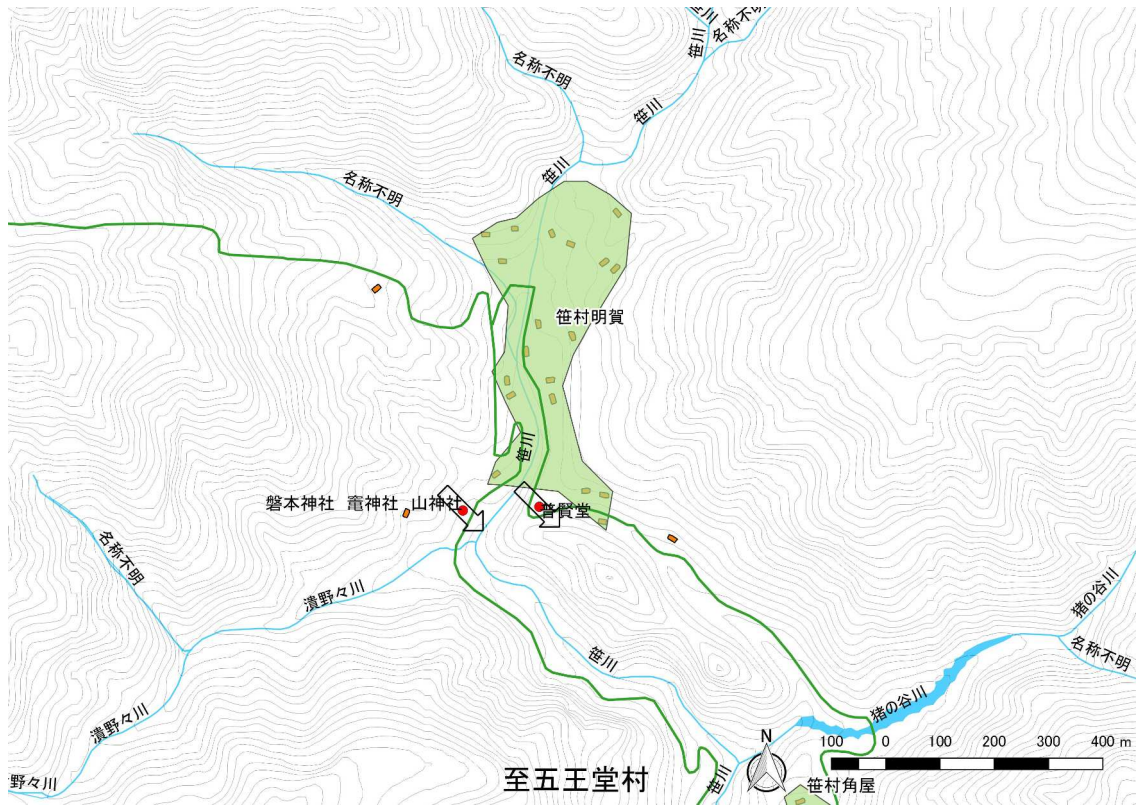 笹川
笹川
名称不明
名称不明
笹川
笹川
名称不明
笹村明賀
笹川
磐本神社 竈神社 山神社
普賢堂
名称不明
潰野々川
猪の谷川
名称不明
笹川
猪の谷川
潰野々川
N
100 0 100 200 300 400 m
野々川
至五王堂村
笹川
笹村角屋